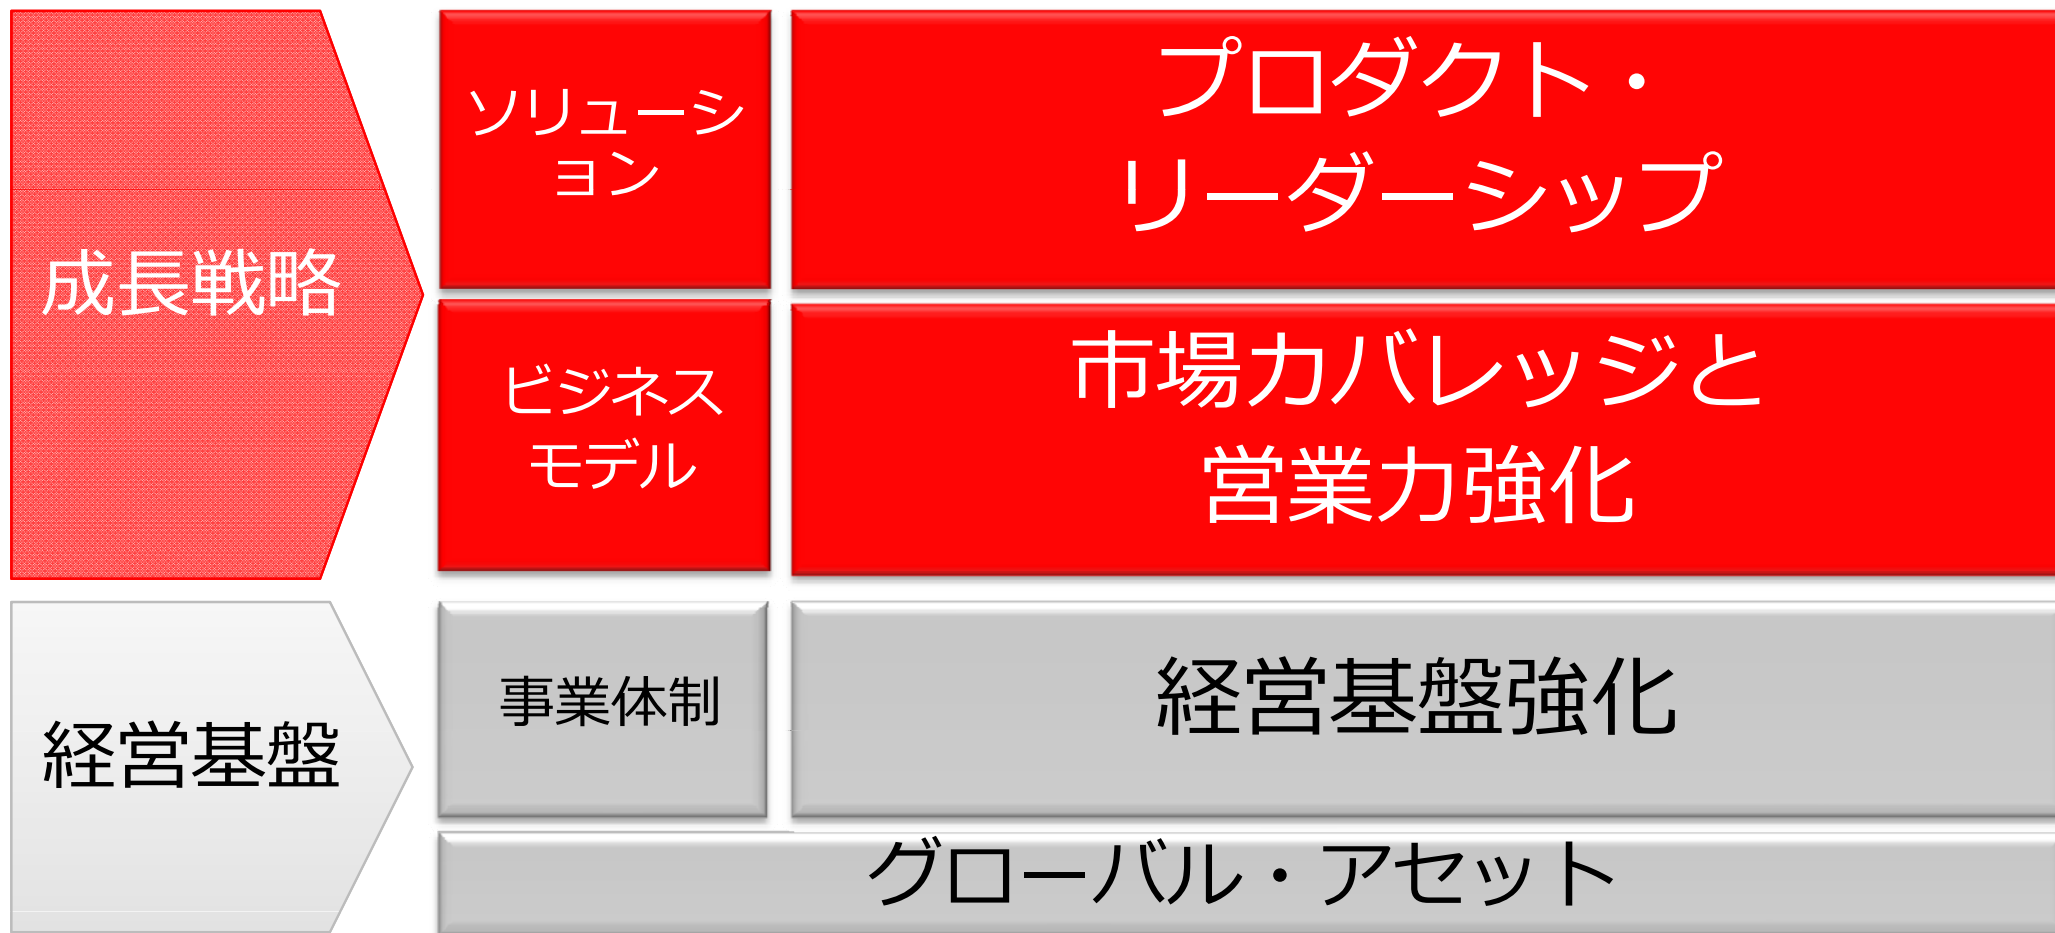 成長戦略
ソリューシ
ョン
プロダクト・
リーダーシップ
ビジネス
モデル
市場カバレッジと
営業力強化
経営基盤
事業体制
経営基盤強化
グローバル・アセット